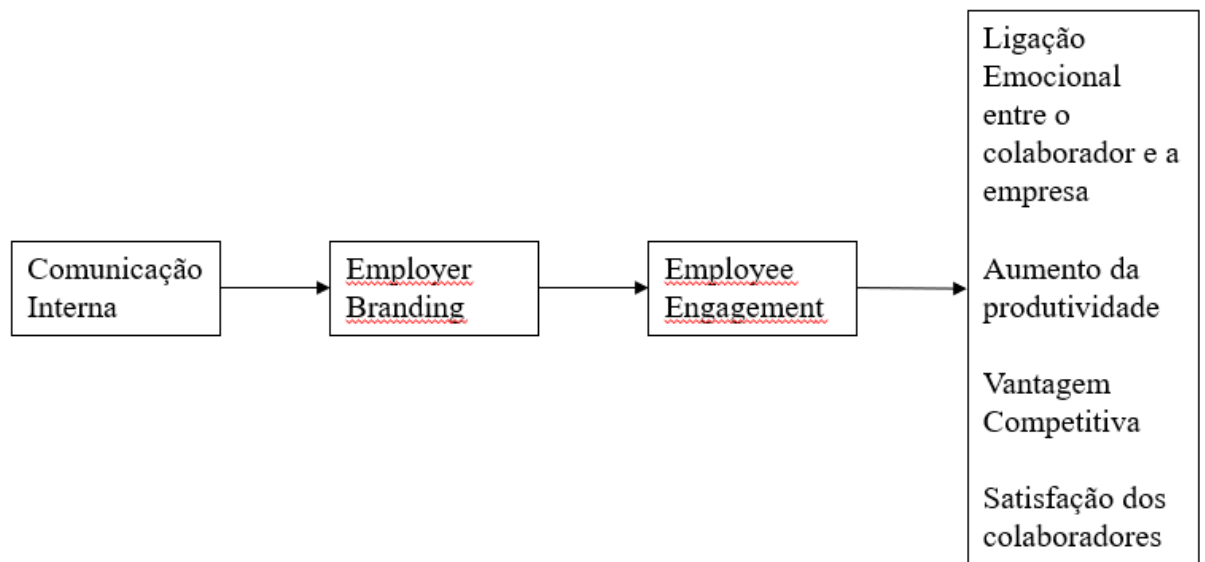 Comunicação
Interna
Employer
Branding
Employee
Engagement
Ligação
Emocional
entre o
colaborador e a
empresa
Aumento da
produtividade
Vantagem
Competitiva
Satisfação dos
colaboradores